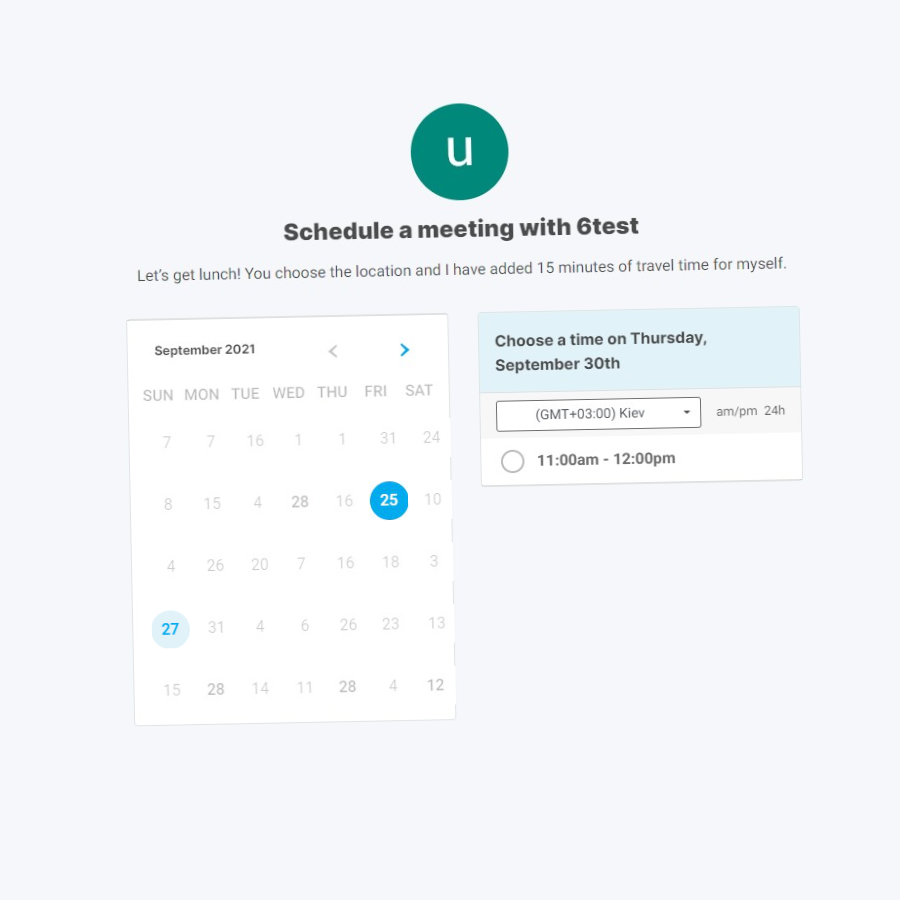 u
Schedule a meeting with 6test
Let's get lunch! You choose the location and I have added 15 minutes of travel time for myself.
September 2021
SUN MON TUE WED THU FRI SAT
7 7 16 1 1 31 24
8 15 4 28 16 25 10
4 26 20 7 16 18 3
27 31 4 6 26 23 13
15 28 14 11 28 4 12
Choose a time on Thursday,
September 30th
(GMT+03:00) Kiev am/pm 24h
11:00am - 12:00pm